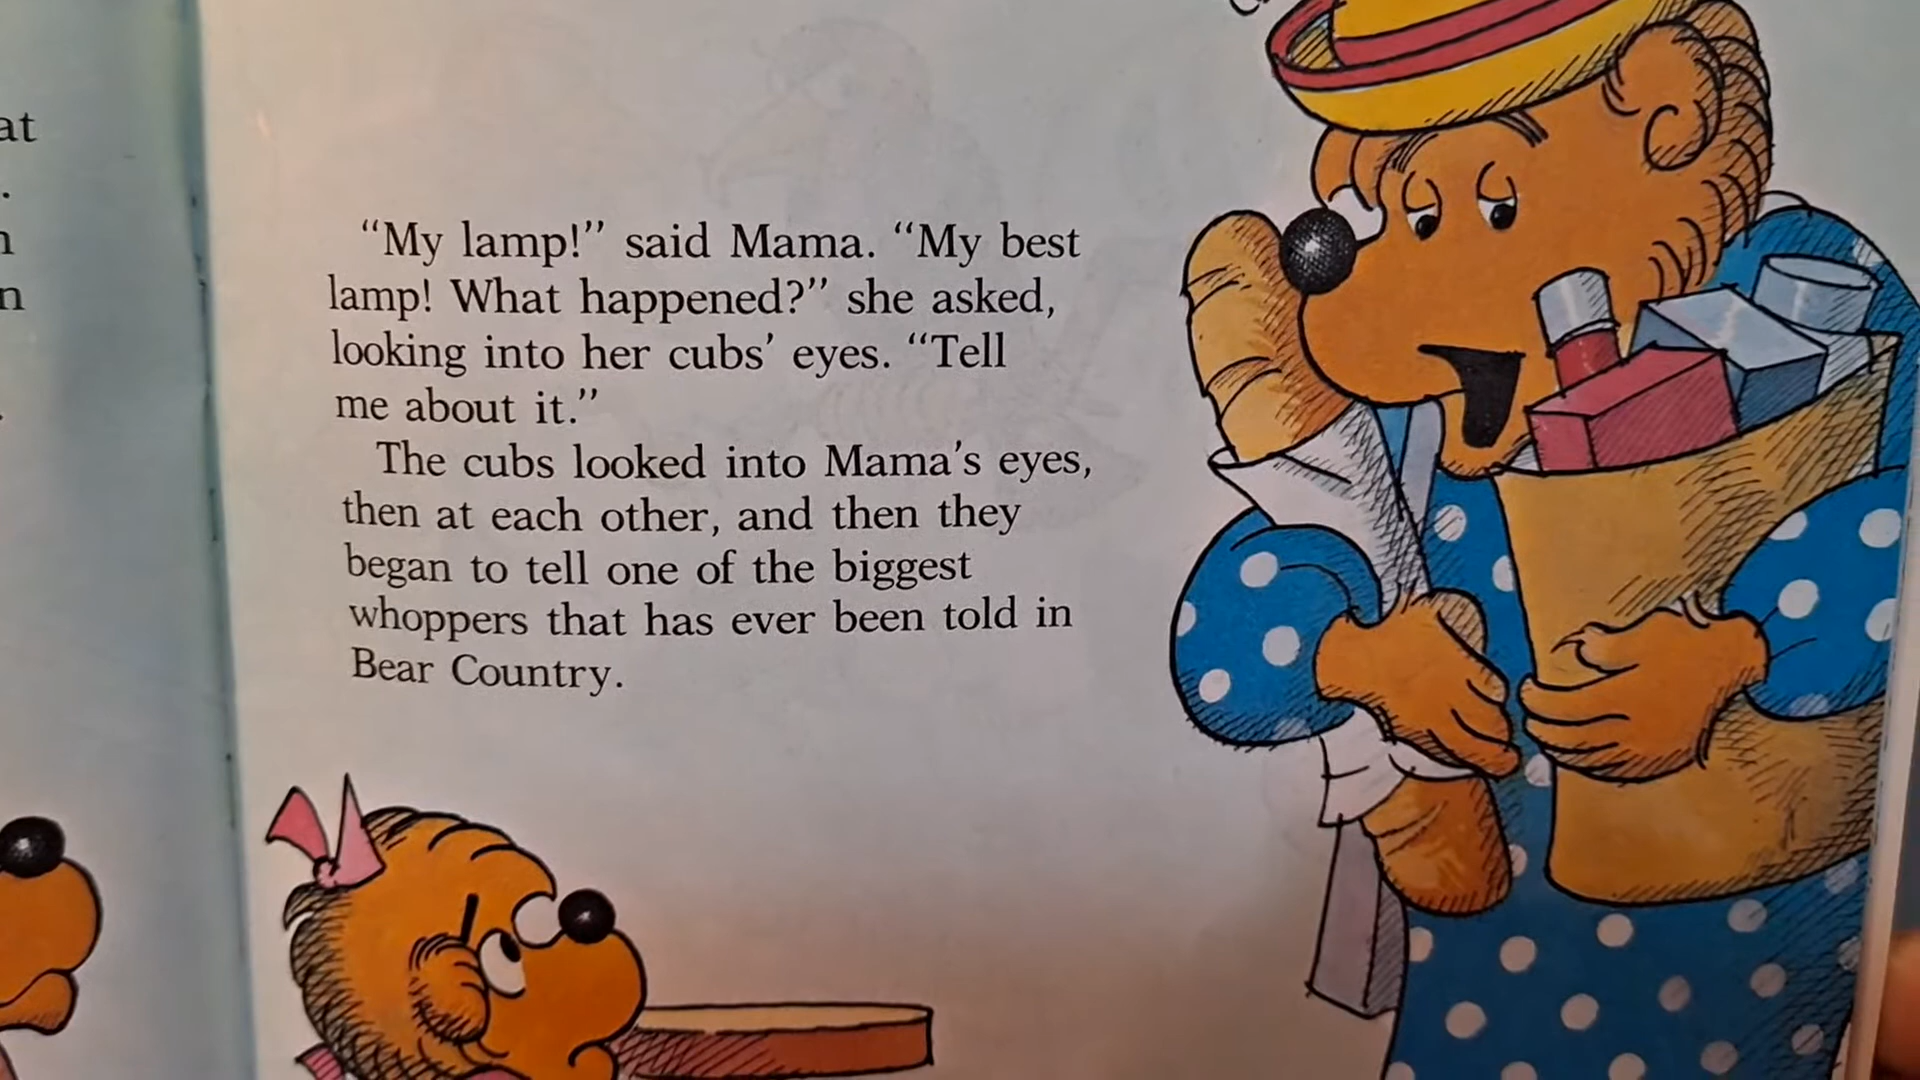 “My lamp!” said Mama. “My best
lamp! What happened?” she asked,
looking into her cubs’ eyes. “Tell
me about it.”
The cubs looked into Mama’s eyes,
then at each other, and then they
began to tell one of the biggest
whoppers that has ever been told in
Bear Country.